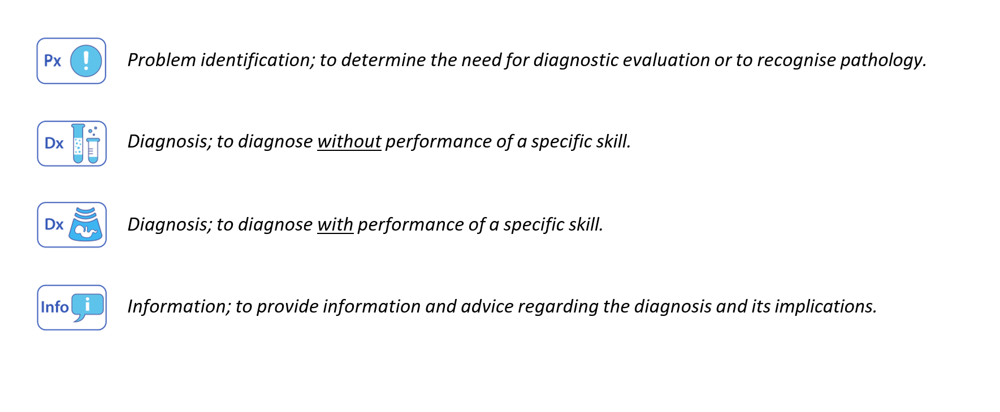 Px ! Problem identification; to determine the need for diagnostic evaluation or to recognise pathology.
Dx Diagnosis; to diagnose without performance of a specific skill.
Dx Diagnosis; to diagnose with performance of a specific skill.
Info i Information; to provide information and advice regarding the diagnosis and its implications.